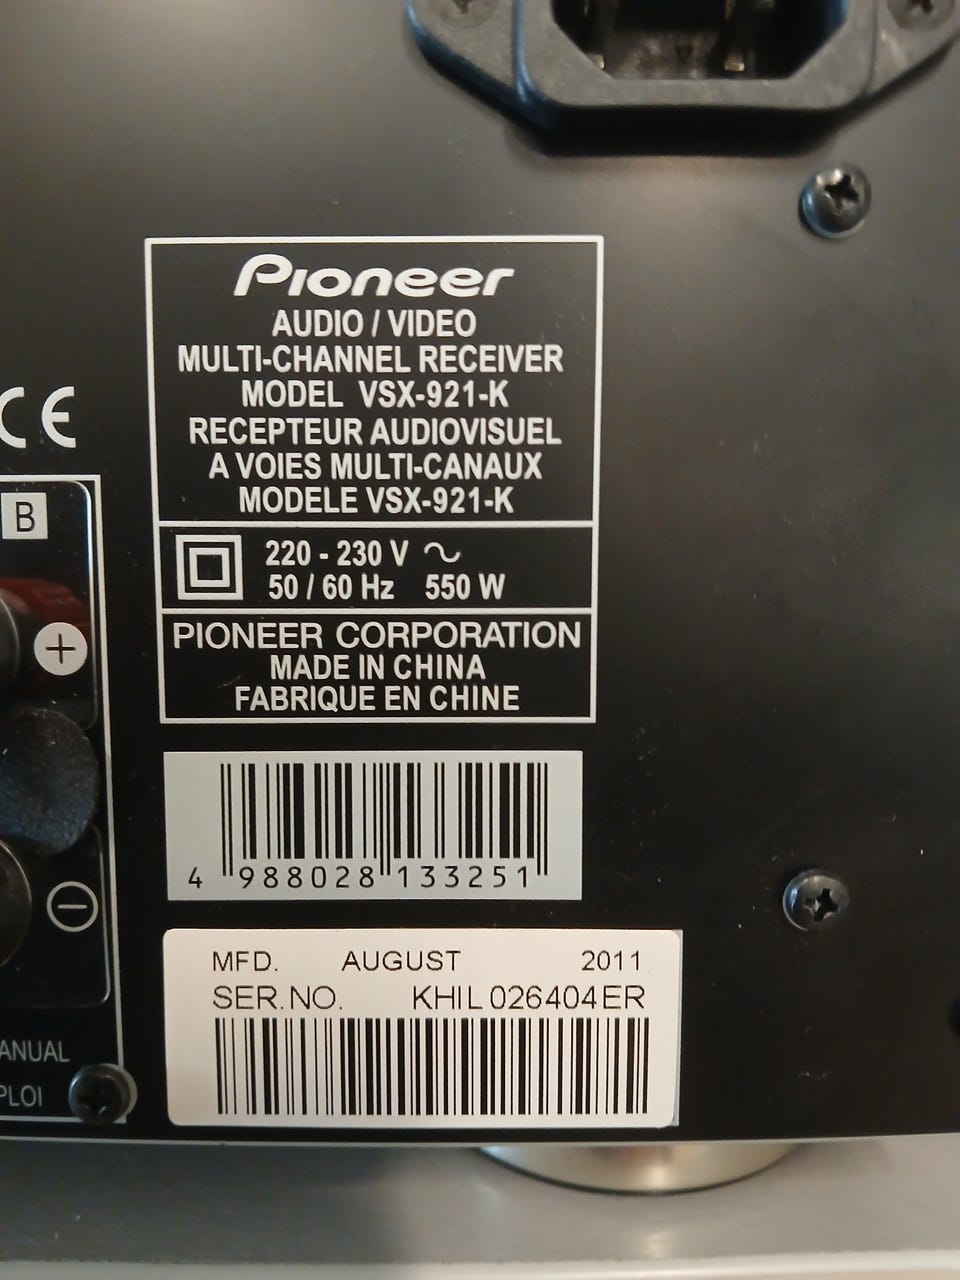 Pioneer
AUDIO / VIDEO
MULTI-CHANNEL RECEIVER
MODEL VSX-921-K
RECEPTEUR AUDIOVISUEL
A VOIES MULTI-CANAUX
MODELE VSX-921-K
CE
B
220 - 230 V ~
50 / 60 Hz 550 W
+
PIONEER CORPORATION
MADE IN CHINA
FABRIQUE EN CHINE
4 988028 133251
−
MFD. AUGUST 2011
SER.NO. KHIL026404ER
ANUAL
PLOI